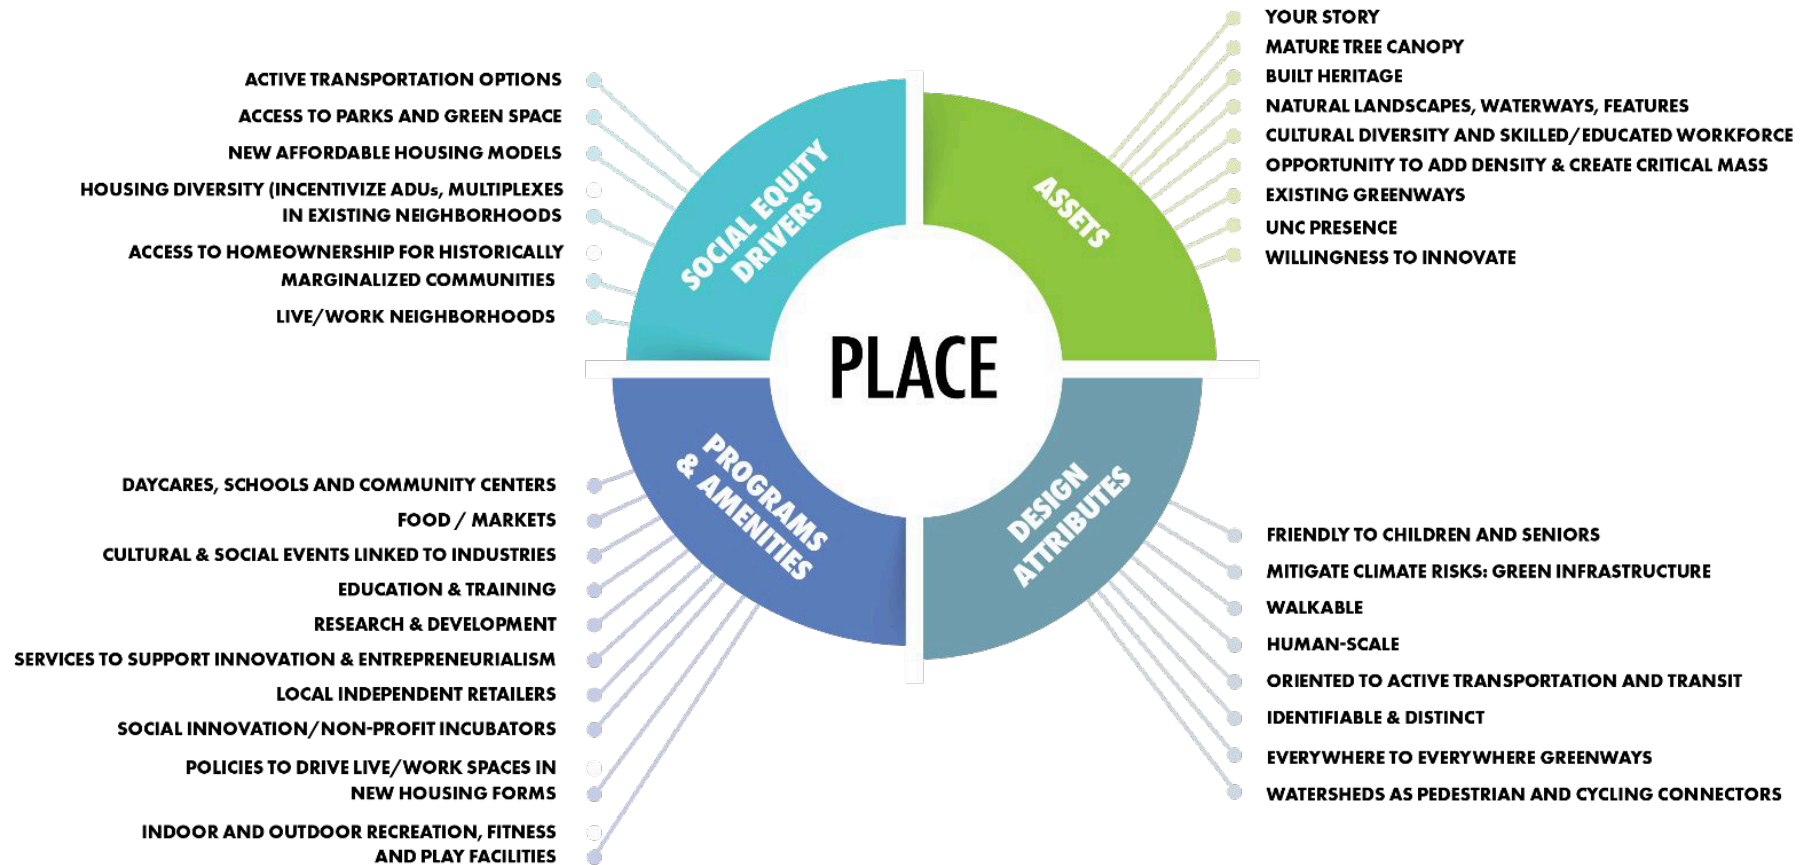 ACTIVE TRANSPORTATION OPTIONS
ACCESS TO PARKS AND GREEN SPACE
NEW AFFORDABLE HOUSING MODELS
HOUSING DIVERSITY (INCENTIVIZE ADUs, MULTIPLEXES
IN EXISTING NEIGHBORHOODS
ACCESS TO HOMEOWNERSHIP FOR HISTORICALLY
MARGINALIZED COMMUNITIES
LIVE/WORK NEIGHBORHOODS
SOCIAL EQUITY
DRIVERS
YOUR STORY
MATURE TREE CANOPY
BUILT HERITAGE
NATURAL LANDSCAPES, WATERWAYS, FEATURES
CULTURAL DIVERSITY AND SKILLED/EDUCATED WORKFORCE
OPPORTUNITY TO ADD DENSITY & CREATE CRITICAL MASS
EXISTING GREENWAYS
UNC PRESENCE
WILLINGNESS TO INNOVATE
ASSETS
PLACE
DAYCARES, SCHOOLS AND COMMUNITY CENTERS
FOOD / MARKETS
CULTURAL & SOCIAL EVENTS LINKED TO INDUSTRIES
EDUCATION & TRAINING
RESEARCH & DEVELOPMENT
SERVICES TO SUPPORT INNOVATION & ENTREPRENEURIALISM
LOCAL INDEPENDENT RETAILERS
SOCIAL INNOVATION/NON-PROFIT INCUBATORS
POLICIES TO DRIVE LIVE/WORK SPACES IN
NEW HOUSING FORMS
INDOOR AND OUTDOOR RECREATION, FITNESS
AND PLAY FACILITIES
PROGRAMS
& AMENITIES
DESIGN
ATTRIBUTES
FRIENDLY TO CHILDREN AND SENIORS
MITIGATE CLIMATE RISKS: GREEN INFRASTRUCTURE
WALKABLE
HUMAN-SCALE
ORIENTED TO ACTIVE TRANSPORTATION AND TRANSIT
IDENTIFIABLE & DISTINCT
EVERYWHERE TO EVERYWHERE GREENWAYS
WATERSHEDS AS PEDESTRIAN AND CYCLING CONNECTORS